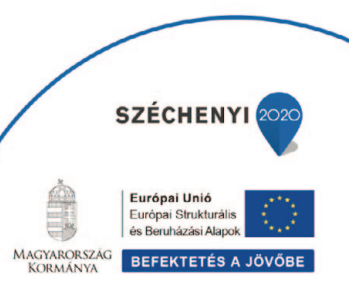 SZÉCHENYI 2020
Európai Unió
Európai Strukturális
és Beruházási Alapok
MAGYARORSZÁG
KORMÁNYA
BEFEKTETÉS A JÖVŐBE